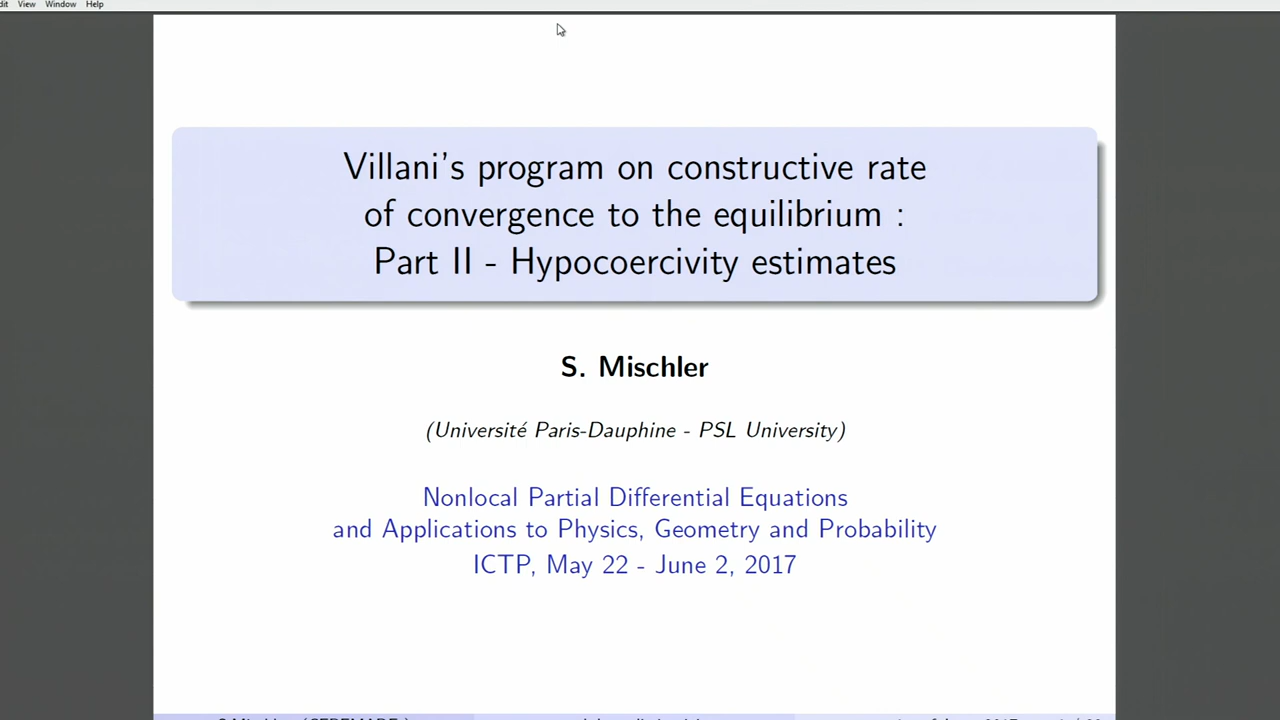 View Window Help
Villani's program on constructive rate
of convergence to the equilibrium :
Part II - Hypocoercivity estimates
S. Mischler
(Université Paris-Dauphine - PSL University)
Nonlocal Partial Differential Equations
and Applications to Physics, Geometry and Probability
ICTP, May 22 - June 2, 2017